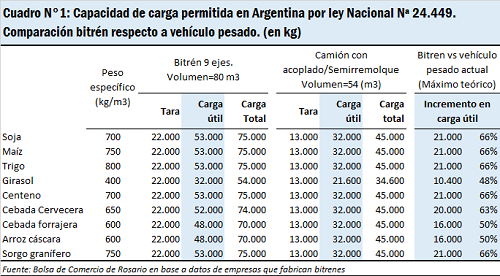 Cuadro N°1: Capacidad de carga permitida en Argentina por ley Nacional Nª 24.449.
Comparación bitrén respecto a vehículo pesado. (en kg)
Peso específico (kg/m3) Bitrén 9 ejes. Volumen=80 m3 Camión con acoplado/Semirremolque Volumen=54 (m3) Bitren vs vehículo pesado actual (Máximo teórico)
Tara Carga útil Carga Total Tara Carga útil Carga total Incremento en carga útil
Soja 700 22.000 53.000 75.000 13.000 32.000 45.000 21.000 66%
Maíz 750 22.000 53.000 75.000 13.000 32.000 45.000 21.000 66%
Trigo 800 22.000 53.000 75.000 13.000 32.000 45.000 21.000 66%
Girasol 400 22.000 32.000 54.000 13.000 21.600 34.600 10.400 48%
Centeno 700 22.000 53.000 75.000 13.000 32.000 45.000 21.000 66%
Cebada Cervecera 650 22.000 52.000 74.000 13.000 32.000 45.000 20.000 63%
Cebada forrajera 600 22.000 48.000 70.000 13.000 32.000 45.000 16.000 50%
Arroz cáscara 600 22.000 48.000 70.000 13.000 32.000 45.000 16.000 50%
Sorgo granífero 750 22.000 53.000 75.000 13.000 32.000 45.000 21.000 66%
Fuente: Bolsa de Comercio de Rosario en base a datos de empresas que fabrican bitrenes